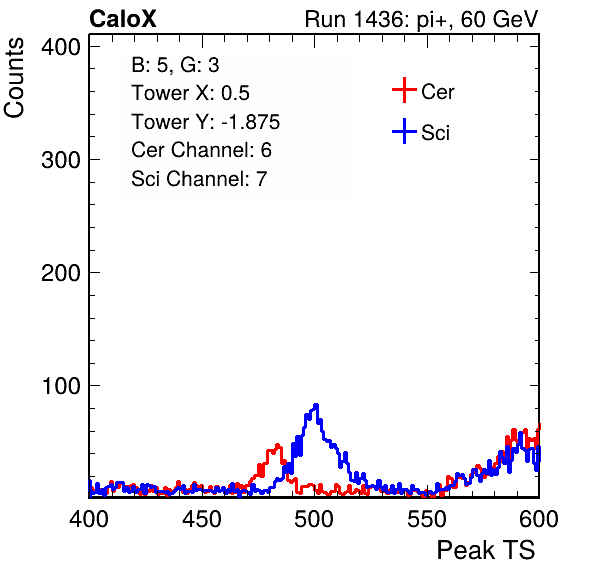 CaloX Run 1436: pi+, 60 GeV
Counts
B: 5, G: 3
Tower X: 0.5
Tower Y: -1.875
Cer Channel: 6
Sci Channel: 7
Cer
Sci
400
300
200
100
400 450 500 550 600
Peak TS